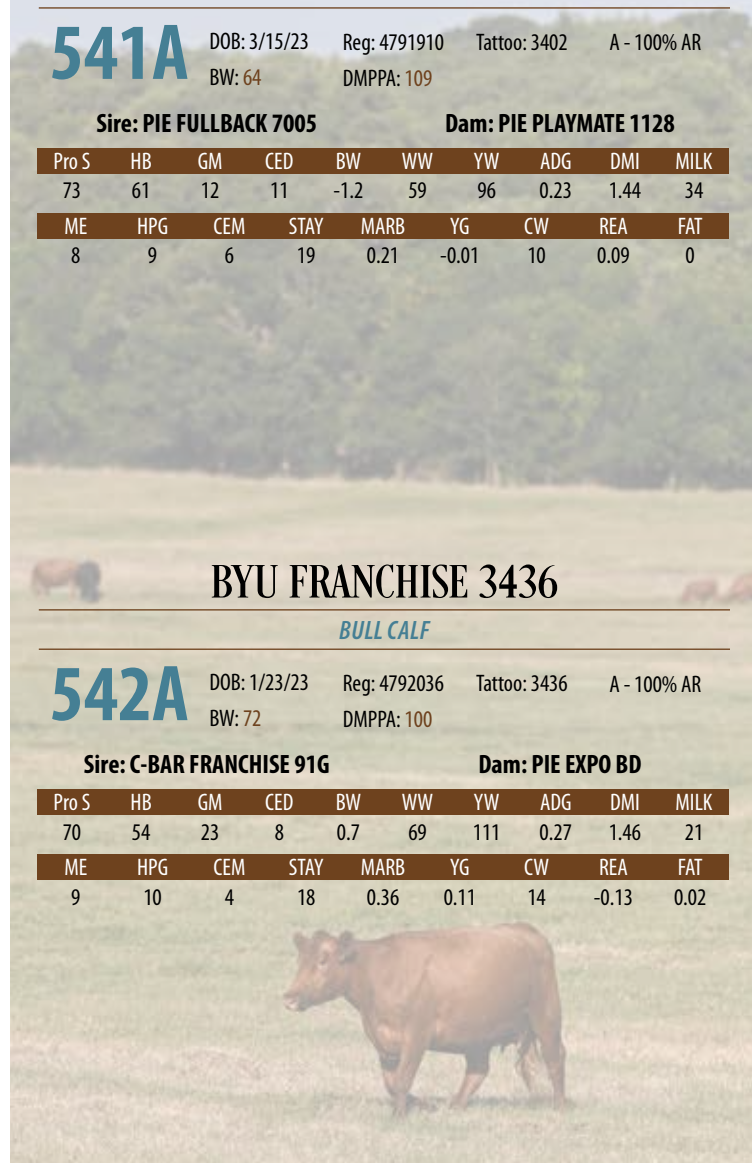 541A DOB: 3/15/23 Reg: 4791910 Tattoo: 3402 A - 100% AR
BW: 64 DMPPA: 109
Sire: PIE FULLBACK 7005 Dam: PIE PLAYMATE 1128
Pro S HB GM CED BW WW YW ADG DMI MILK
73 61 12 11 -1.2 59 96 0.23 1.44 34
ME HPG CEM STAY MARB YG CW REA FAT
8 9 6 19 0.21 -0.01 10 0.09 0
BYU FRANCHISE 3436
BULL CALF
542A DOB: 1/23/23 Reg: 4792036 Tattoo: 3436 A - 100% AR
BW: 72 DMPPA: 100
Sire: C-BAR FRANCHISE 91G Dam: PIE EXPO BD
Pro S HB GM CED BW WW YW ADG DMI MILK
70 54 23 8 0.7 69 111 0.27 1.46 21
ME HPG CEM STAY MARB YG CW REA FAT
9 10 4 18 0.36 0.11 14 -0.13 0.02